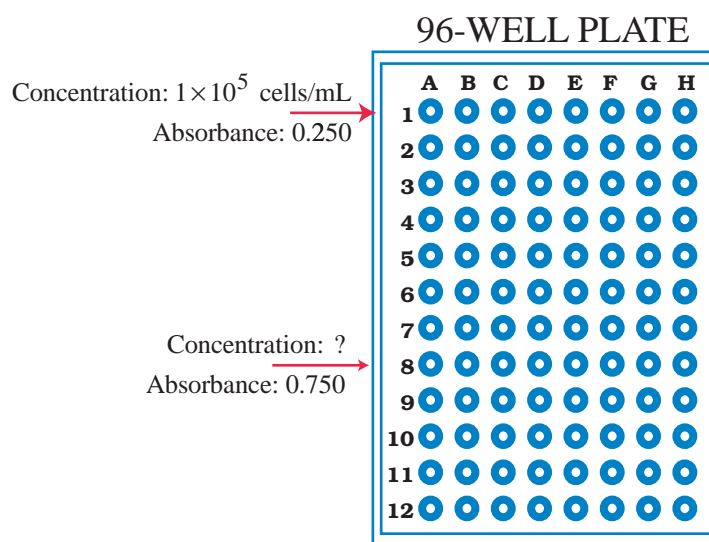 96-WELL PLATE
A B C D E F G H
Concentration: 1×10⁵ cells/mL
Absorbance: 0.250
1
2
3
4
5
6
7
Concentration: ?
Absorbance: 0.750
8
9
10
11
12